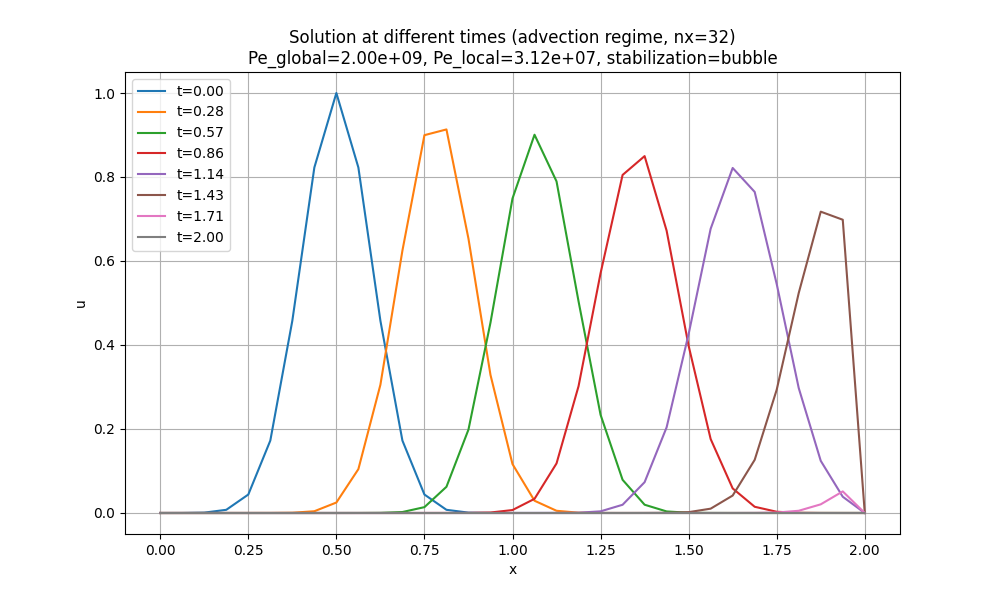 Solution at different times (advection regime, nx=32)
Pe_global=2.00e+09, Pe_local=3.12e+07, stabilization=bubble
t=0.00
t=0.28
t=0.57
t=0.86
t=1.14
t=1.43
t=1.71
t=2.00
u
1.0
0.8
0.6
0.4
0.2
0.0
0.00 0.25 0.50 0.75 1.00 1.25 1.50 1.75 2.00
x